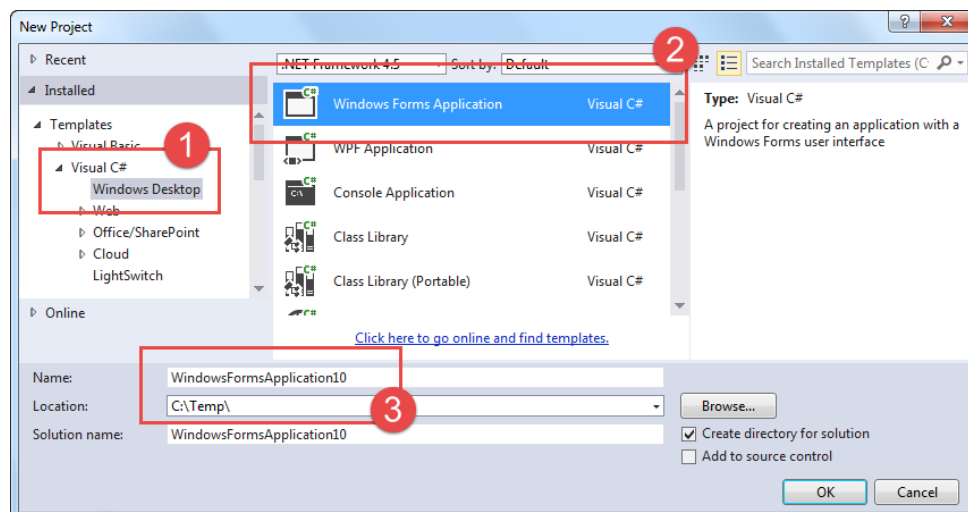 New Project
Recent
.NET Framework 4.5 Sort by: Default
2
Search Installed Templates (C
Installed
Templates
Visual Basic
1
Visual C#
Windows Desktop
Web
Office/SharePoint
Cloud
LightSwitch
Online
C# Windows Forms Application Visual C#
C# WPF Application Visual C#
C# C:\ Console Application Visual C#
C# Class Library Visual C#
C# Class Library (Portable) Visual C#
C#
Click here to go online and find templates.
Type: Visual C#
A project for creating an application with a
Windows Forms user interface
Name: WindowsFormsApplication10
Location: C:\Temp\
3
Browse...
Solution name: WindowsFormsApplication10
Create directory for solution
Add to source control
OK Cancel